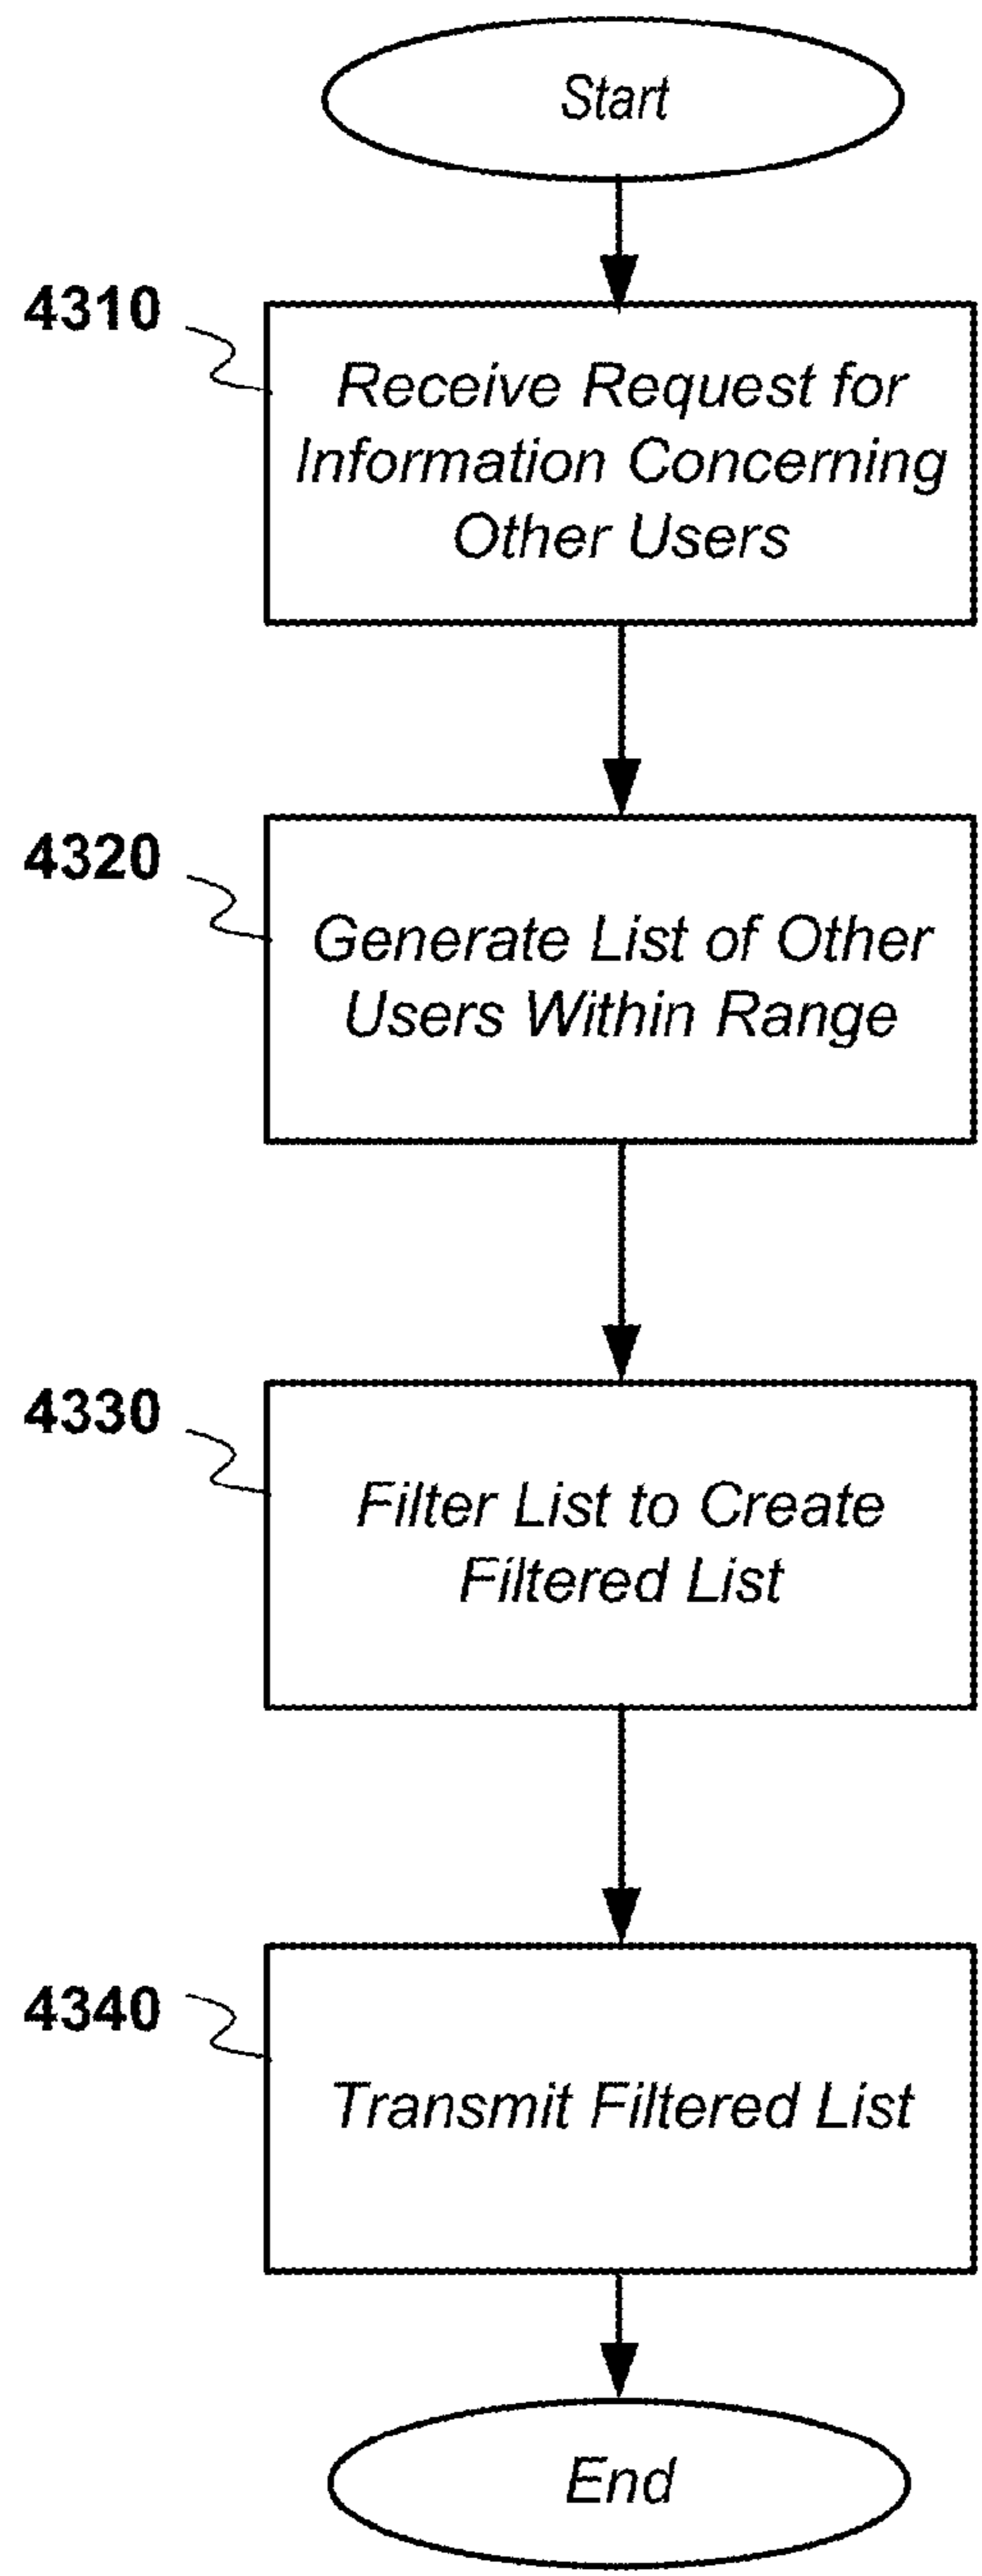 Start
4310
Receive Request for
Information Concerning
Other Users
4320
Generate List of Other
Users Within Range
4330
Filter List to Create
Filtered List
4340
Transmit Filtered List
End